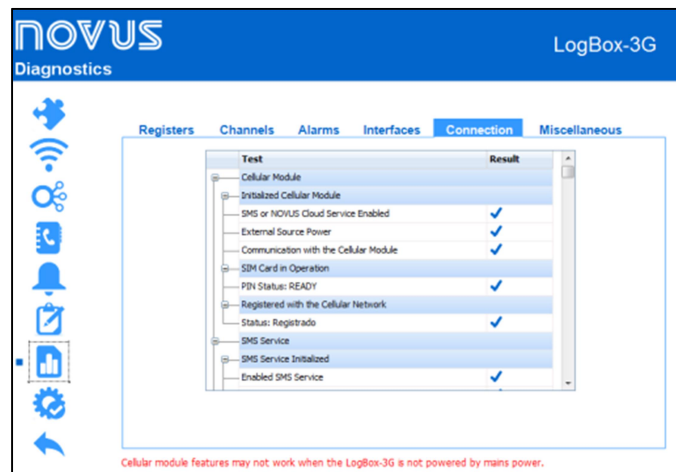 novus
LogBox-3G
Diagnostics
Registers Channels Alarms Interfaces Connection Miscellaneous
Test Result
Cellular Module
Initialized Cellular Module
SMS or NOVUS Cloud Service Enabled
External Source Power
Communication with the Cellular Module
SIM Card in Operation
PIN Status: READY
Registered with the Cellular Network
Status: Registrado
SMS Service
SMS Service Initialized
Enabled SMS Service
Cellular module features may not work when the LogBox-3G is not powered by mains power.